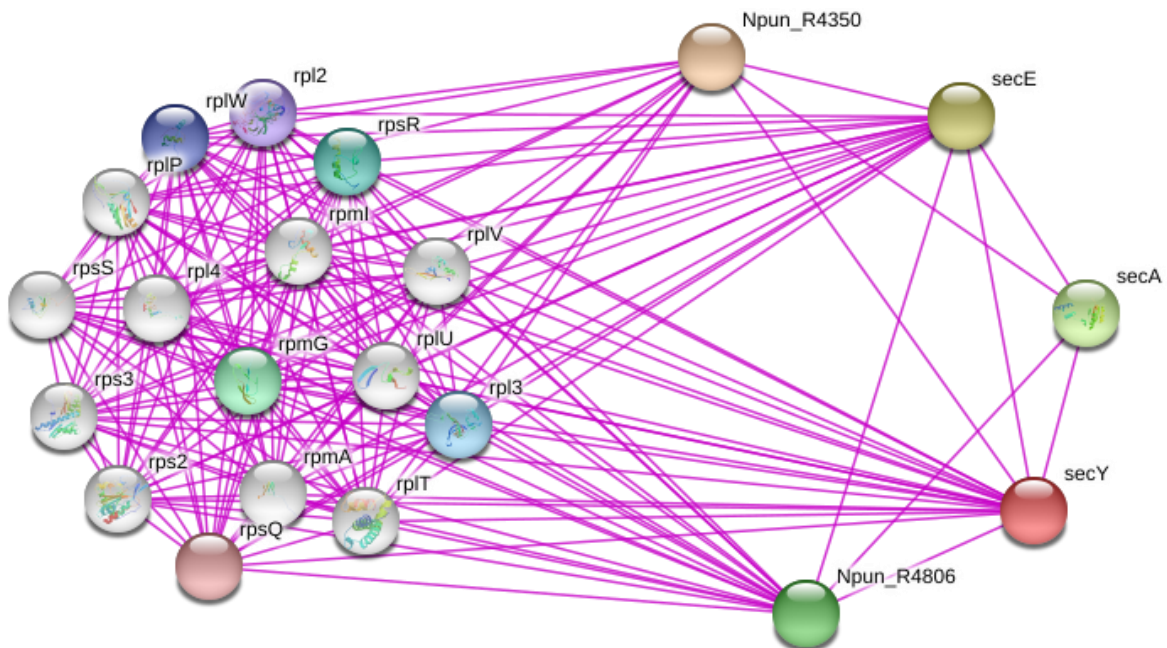 Npun_R4350
rpl2
secE
rplW
rpsR
rplP
rpmI
rplV
rpsS
rpl4
secA
rpmG
rplU
rps3
rpl3
rps2
rpmA
rplT
secY
rpsQ
Npun_R4806